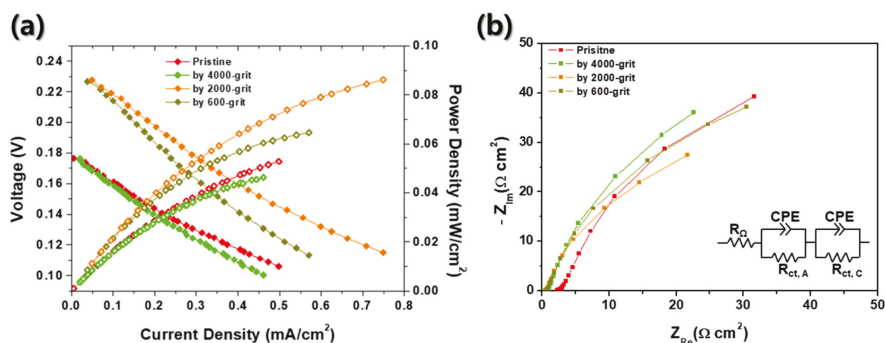 (a)
Pristine
by 4000-grit
by 2000-grit
by 600-grit
Voltage (V)
0.24
0.22
0.20
0.18
0.16
0.14
0.12
0.10
0.10
0.08
0.06
0.04
0.02
0.00
Power Density (mW/cm²)
0.0 0.1 0.2 0.3 0.4 0.5 0.6 0.7 0.8
Current Density (mA/cm²)
(b)
Prisitne
by 4000-grit
by 2000-grit
by 600-grit
- Z_Im(Ω cm²)
50
40
30
20
10
0
CPE CPE
R_Ω
R_ct, A R_ct, C
0 10 20 30 40 50
Z_Re(Ω cm²)